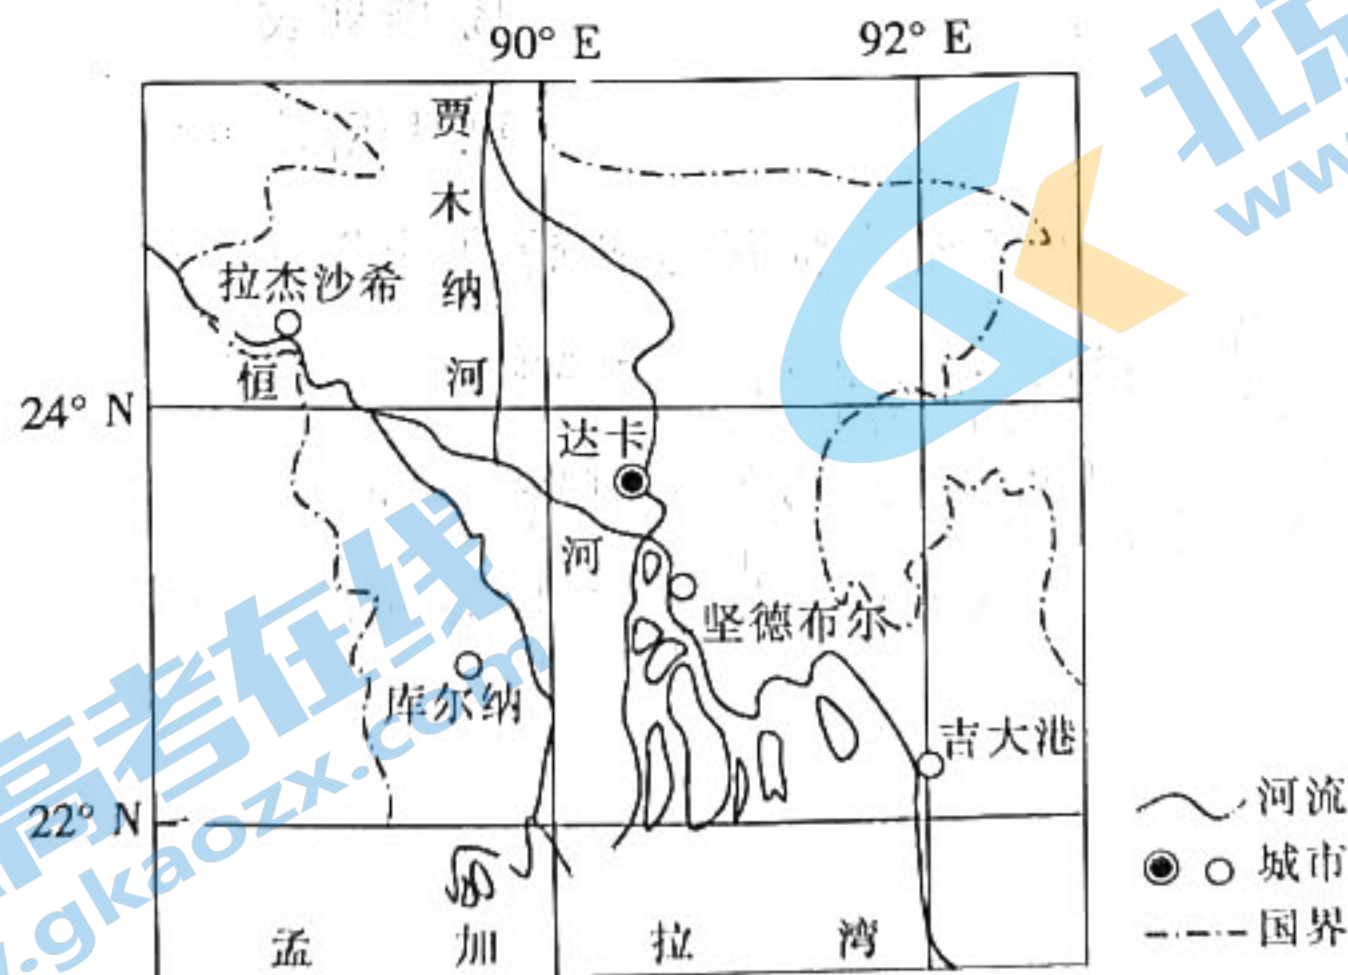 90° E
92° E
贾木纳河
拉杰沙希
恒
24° N
达卡
河
坚德布尔
库尔纳
吉大港
22° N
孟加拉湾
河流
城市
国界
北京
高考在线
www
.gkaozx.com